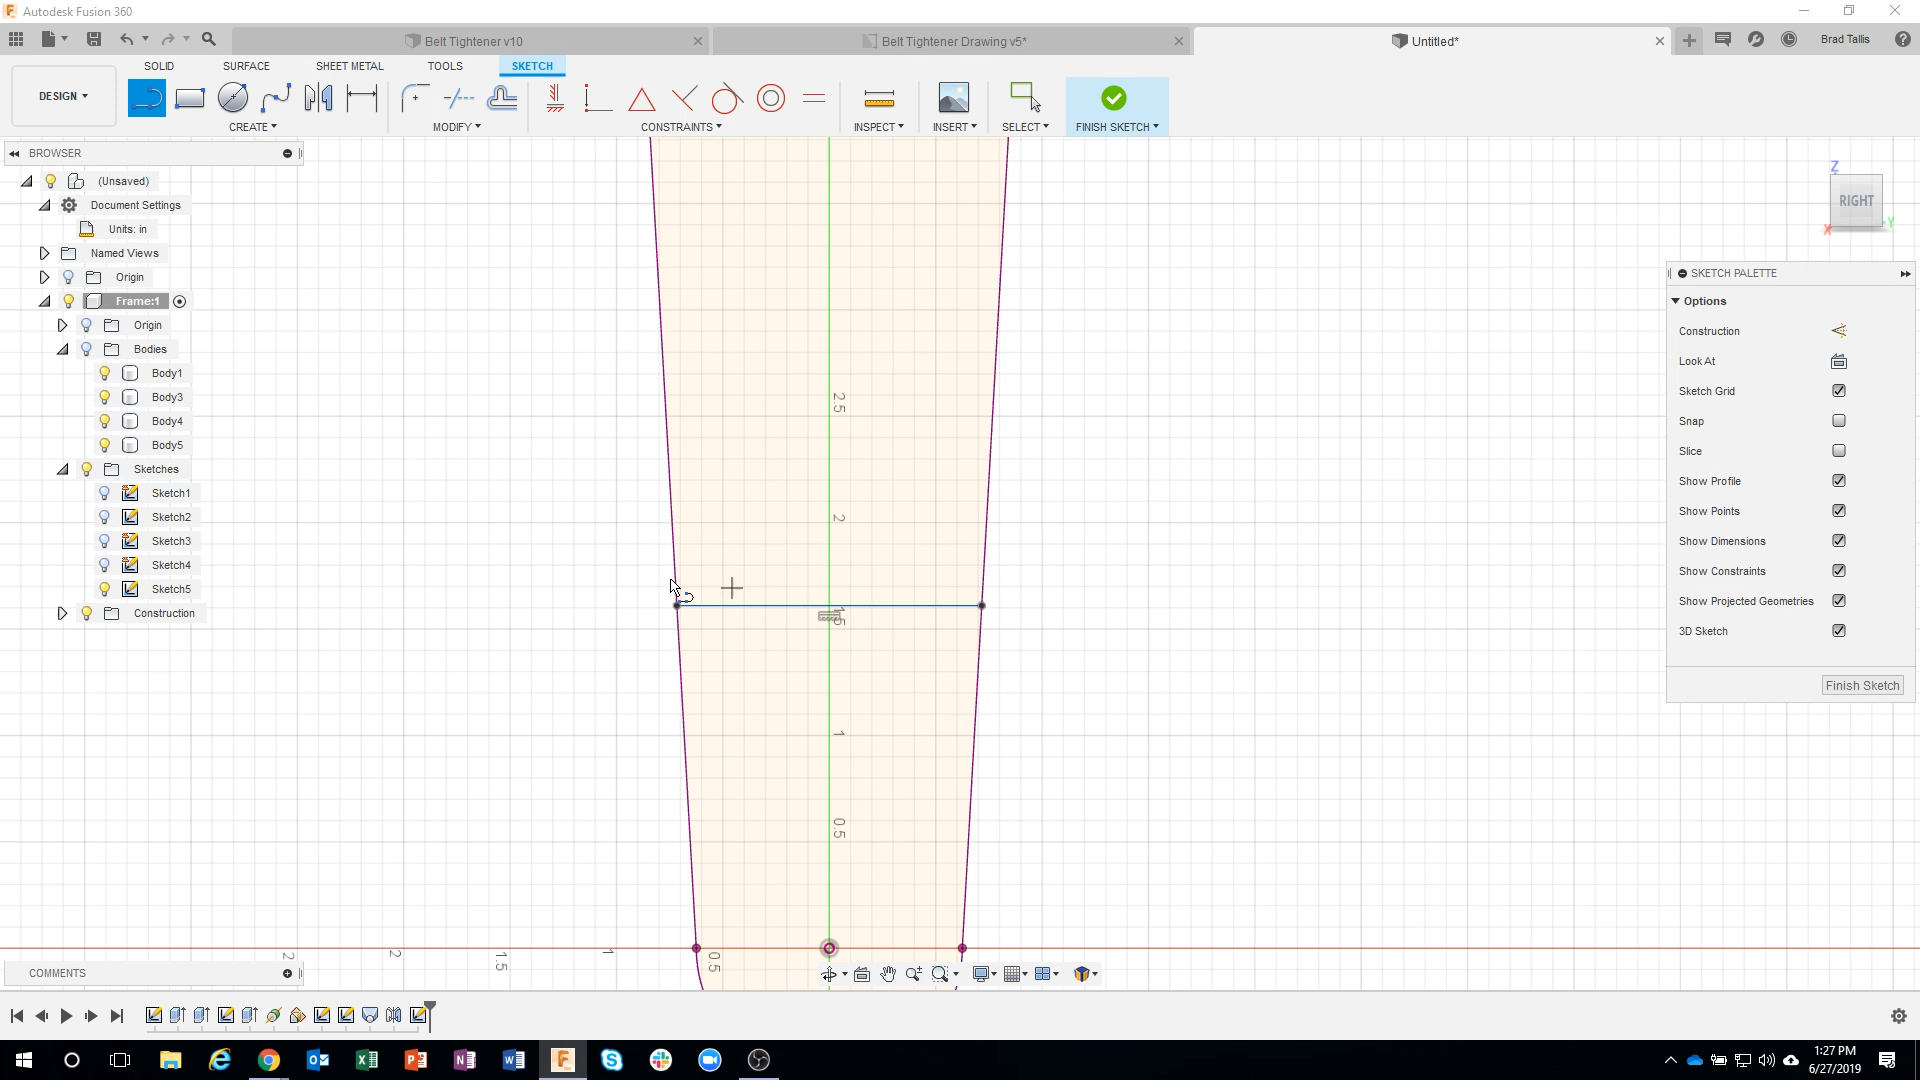 Autodesk Fusion 360
Belt Tightener v10
Belt Tightener Drawing v5*
Untitled*
Brad Tallis
SOLID
SURFACE
SHEET METAL
TOOLS
SKETCH
DESIGN
CREATE
MODIFY
CONSTRAINTS
INSPECT
INSERT
SELECT
FINISH SKETCH
BROWSER
(Unsaved)
Document Settings
Units: in
Named Views
Origin
Frame:1
Origin
Bodies
Body1
Body3
Body4
Body5
Sketches
Sketch1
Sketch2
Sketch3
Sketch4
Sketch5
Construction
Z
RIGHT
X
Y
SKETCH PALETTE
Options
Construction
Look At
Sketch Grid
Snap
Slice
Show Profile
Show Points
Show Dimensions
Show Constraints
Show Projected Geometries
3D Sketch
Finish Sketch
2.5
2
1.5
1
0.5
2
2
1.5
1
0.5
COMMENTS
1:27 PM
6/27/2019